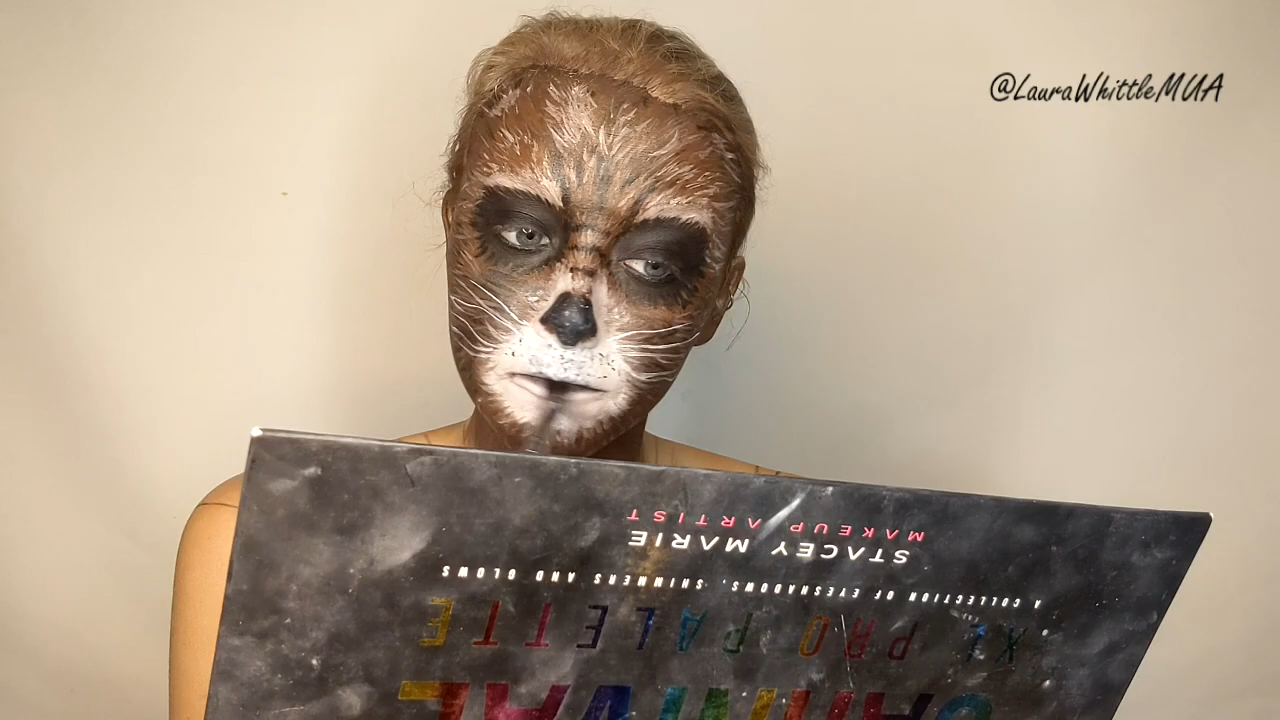 @LauraWhittleMUA
STACEY MARIE
MAKEUP ARTIST
A COLLECTION OF EYESHADOWS, SHIMMERS AND GLOWS
XL PRO PALETTE